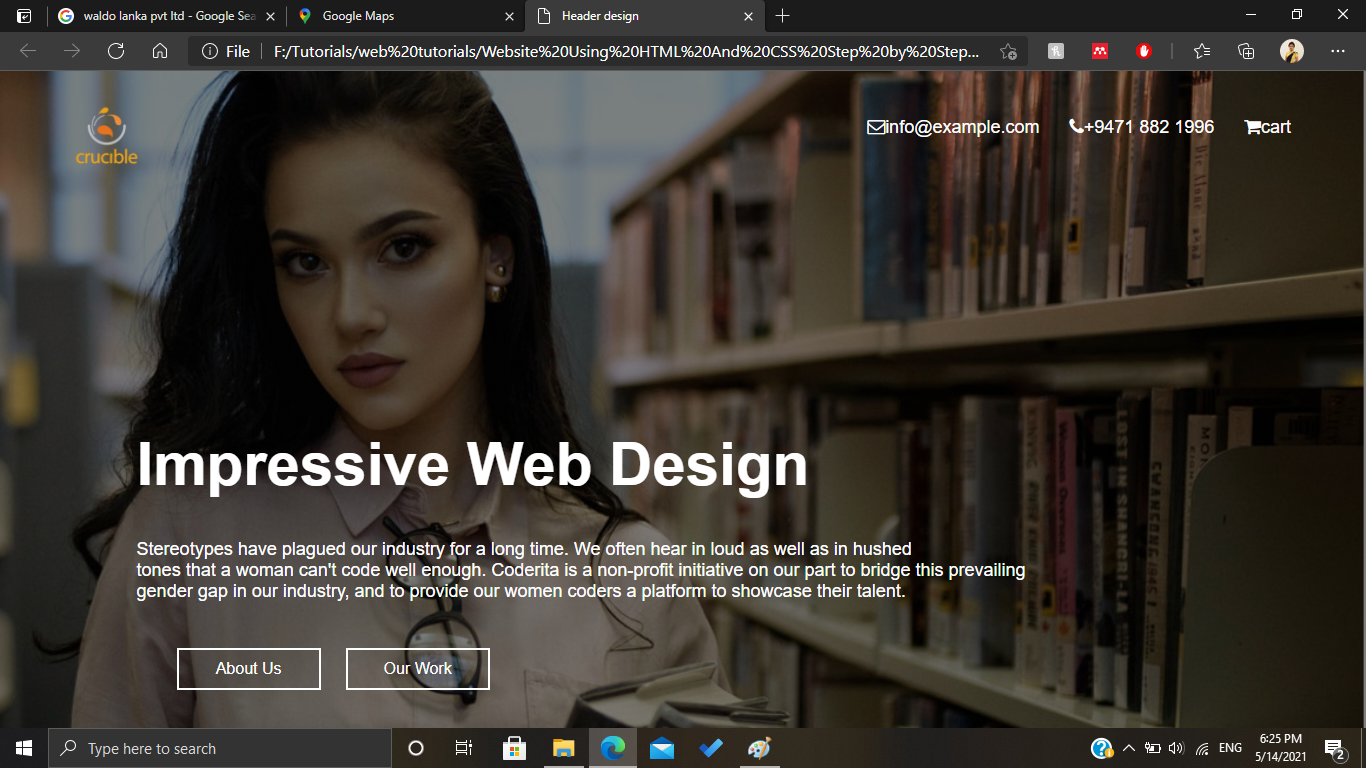 waldo lanka pvt ltd - Google Sea
Google Maps
Header design
File
F:/Tutorials/web%20tutorials/Website%20Using%20HTML%20And%20CSS%20Step%20by%20Step...
crucible
info@example.com
+9471 882 1996
cart
Impressive Web Design
Stereotypes have plagued our industry for a long time. We often hear in loud as well as in hushed
tones that a woman can't code well enough. Coderita is a non-profit initiative on our part to bridge this prevailing
gender gap in our industry, and to provide our women coders a platform to showcase their talent.
About Us
Our Work
LOST IN SHANGRI-LA
Type here to search
ENG
6:25 PM
5/14/2021
2